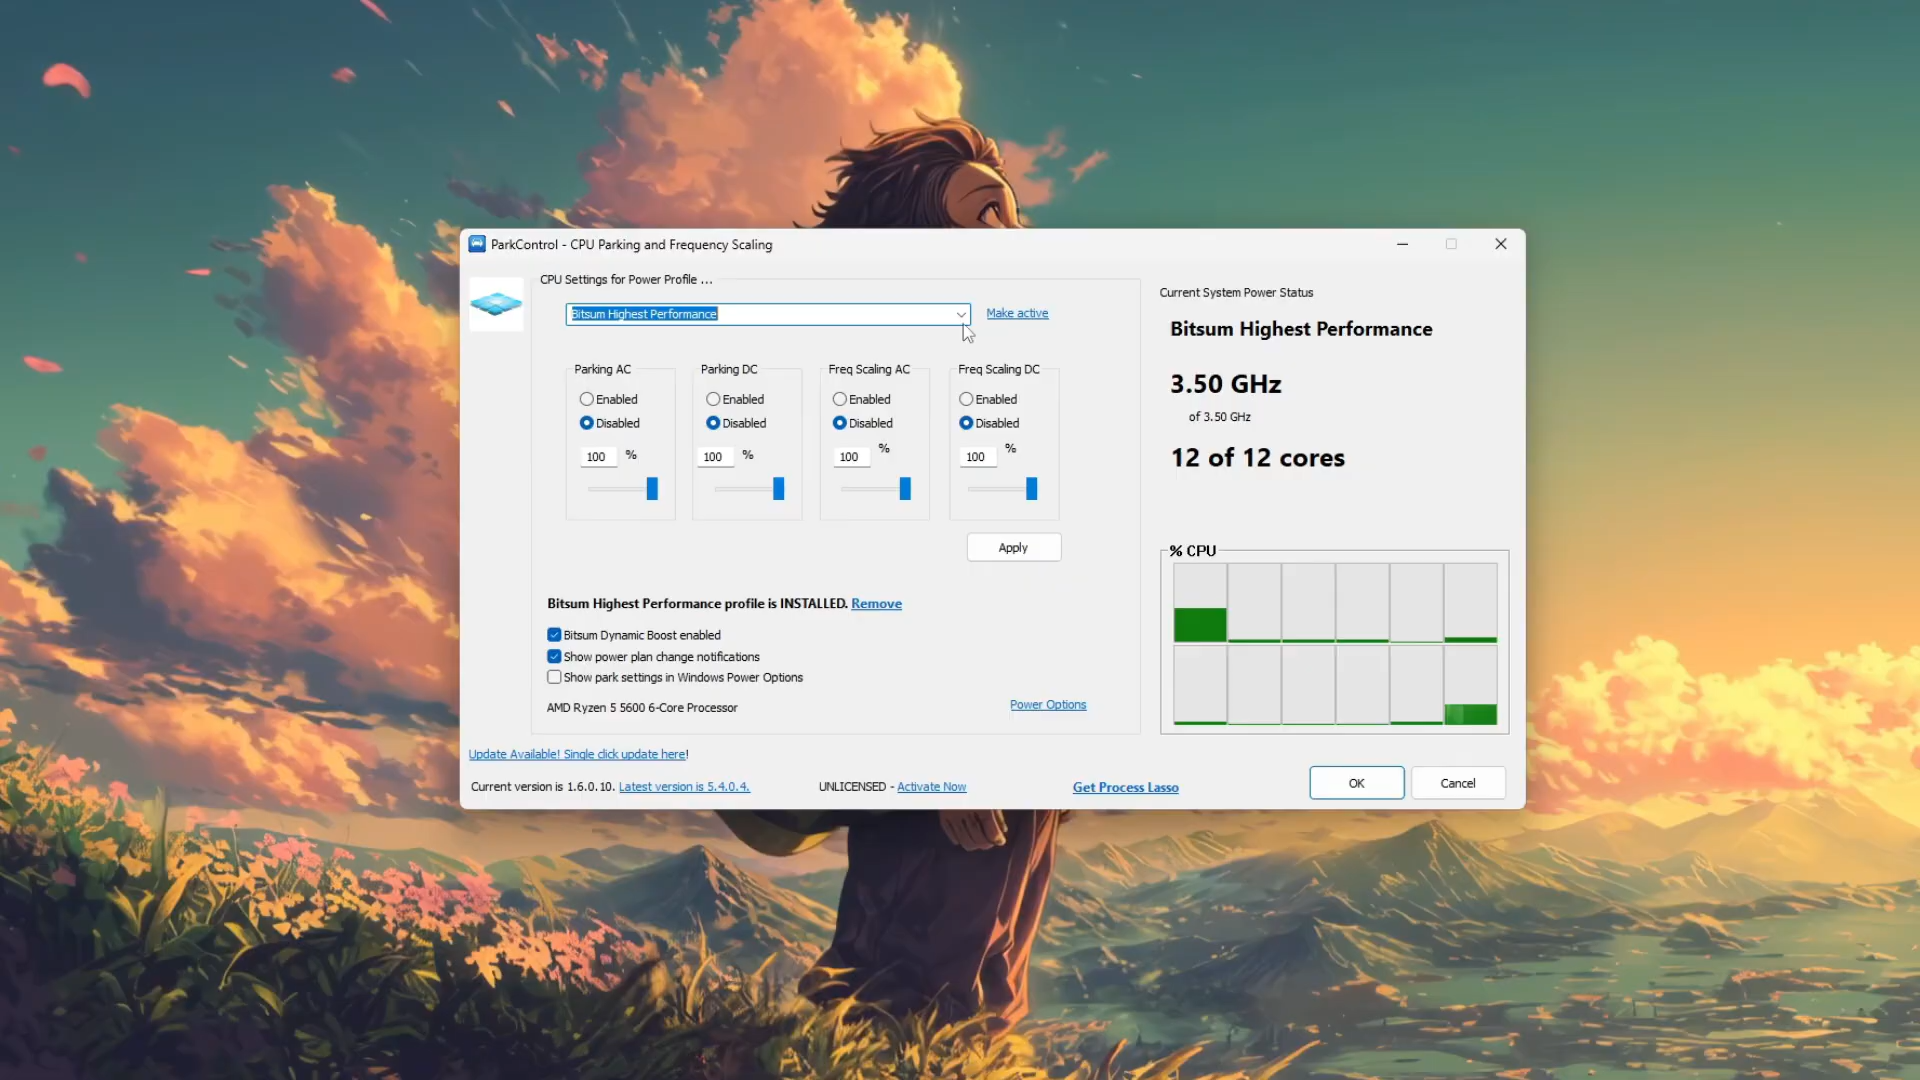 ParkControl - CPU Parking and Frequency Scaling
CPU Settings for Power Profile ...
Bitsum Highest Performance
Make active
Parking AC
Enabled
Disabled
100 %
Parking DC
Enabled
Disabled
100 %
Freq Scaling AC
Enabled
Disabled
100 %
Freq Scaling DC
Enabled
Disabled
100 %
Apply
Bitsum Highest Performance profile is INSTALLED. Remove
Bitsum Dynamic Boost enabled
Show power plan change notifications
Show park settings in Windows Power Options
AMD Ryzen 5 5600 6-Core Processor
Power Options
Current System Power Status
Bitsum Highest Performance
3.50 GHz
of 3.50 GHz
12 of 12 cores
% CPU
Update Available! Single click update here!
Current version is 1.6.0.10. Latest version is 5.4.0.4.
UNLICENSED - Activate Now
Get Process Lasso
OK
Cancel